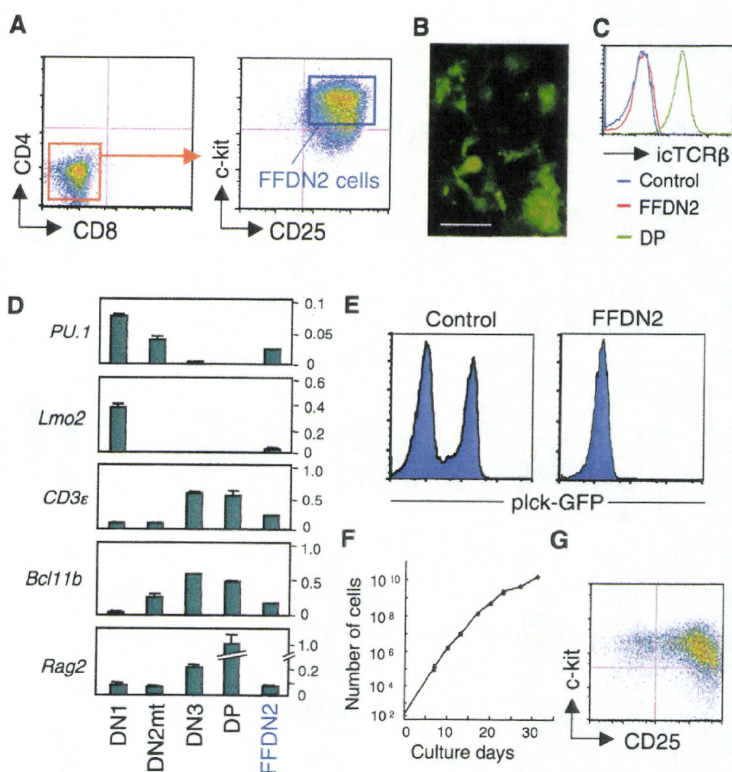 A
CD4
CD8
c-kit
FFDN2 cells
CD25
B
C
icTCRβ
Control
FFDN2
DP
D
PU.1
0.1
0.05
0
Lmo2
0.6
0.4
0.2
0
CD3ε
1.0
0.5
0
Bcl11b
1.0
0.5
0
Rag2
1.0
0.2
0
DN1
DN2mt
DN3
DP
FFDN2
E
Control
FFDN2
plck-GFP
F
Number of cells
10 10
10 8
10 6
10 4
10 2
0
10
20
30
Culture days
G
c-kit
CD25